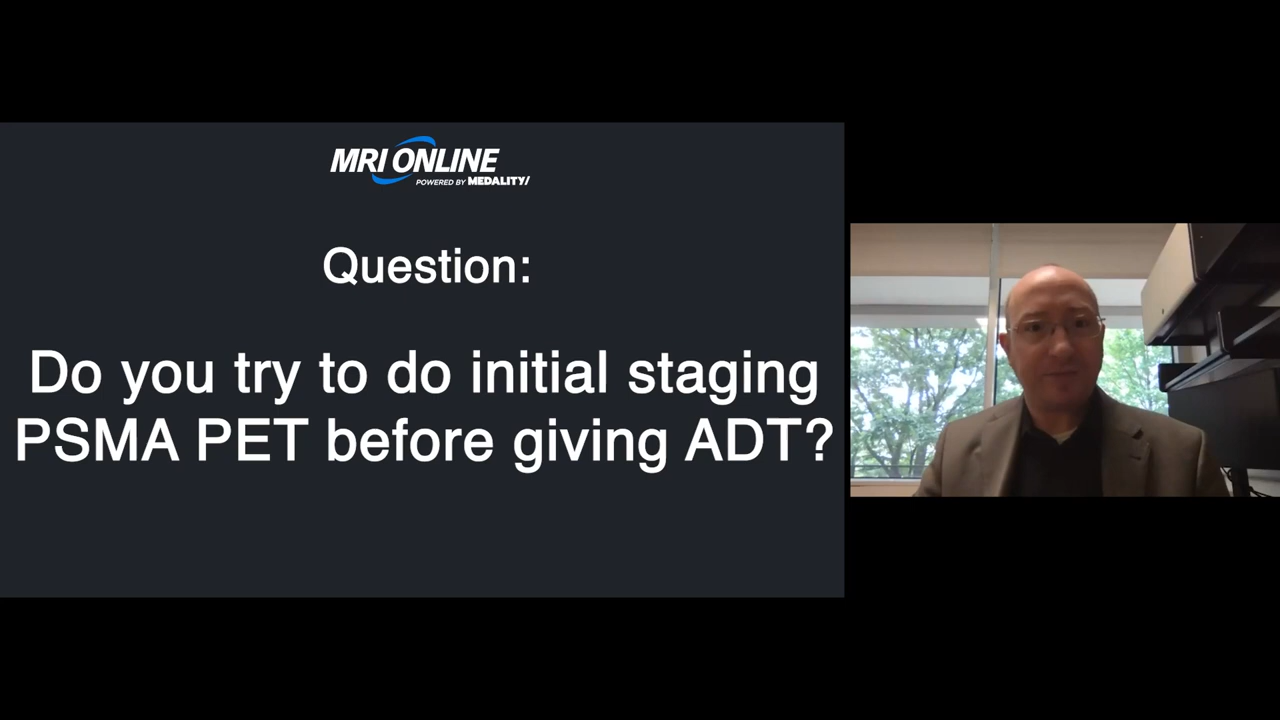 MRI ONLINE
POWERED BY MEDALITY/
Question:
Do you try to do initial staging
PSMA PET before giving ADT?